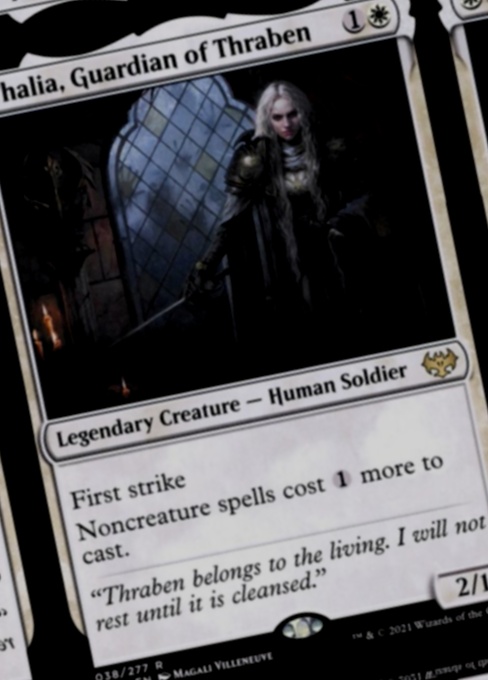 halia, Guardian of Thraben 1
Legendary Creature — Human Soldier
First strike
Noncreature spells cost 1 more to
cast.
“Thraben belongs to the living. I will not
rest until it is cleansed.”
2/1
038/277 R
EN MAGALI VILLENEUVE
™ & © 2021 Wizards of the